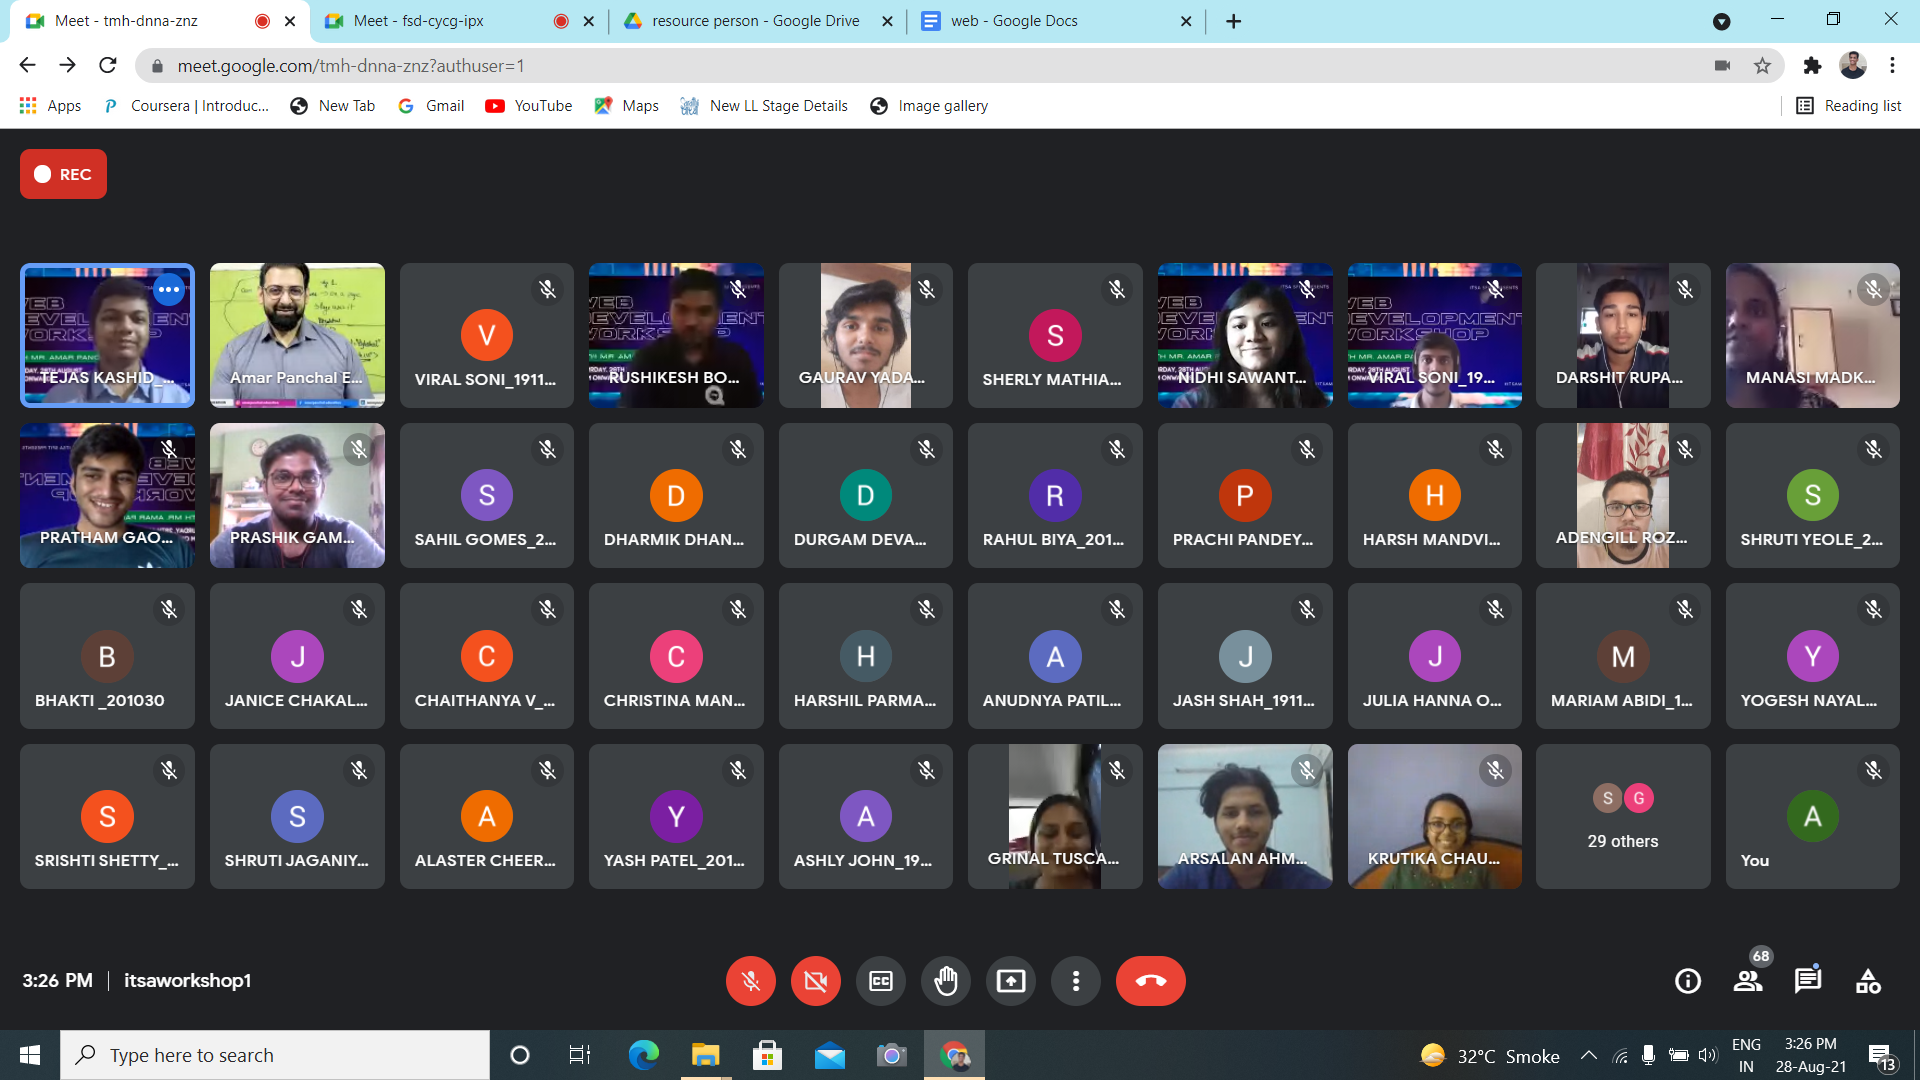 Meet - tmh-dnna-znz
Meet - fsd-cycg-ipx
resource person - Google Drive
web - Google Docs
meet.google.com/tmh-dnna-znz?authuser=1
Apps
Coursera | Introduc...
New Tab
Gmail
YouTube
Maps
New LL Stage Details
Image gallery
Reading list
REC
TEJAS KASHID_...
Amar Panchal E...
V
VIRAL SONI_1911...
RUSHIKESH BO...
GAURAV YADA...
S
SHERLY MATHIA...
NIDHI SAWANT...
DEVELOPMENT
WORKSHOP
VIRAL SONI_19...
DARSHIT RUPA...
MANASI MADK...
PRATHAM GAO...
PRASHIK GAM...
S
SAHIL GOMES_2...
D
DHARMIK DHAN...
D
DURGAM DEVA...
R
RAHUL BIYA_201...
P
PRACHI PANDEY...
H
HARSH MANDVI...
ADENGILL ROZ...
S
SHRUTI YEOLE_2...
B
BHAKTI _201030
J
JANICE CHAKAL...
C
CHAITHANYA V_...
C
CHRISTINA MAN...
H
HARSHIL PARMA...
A
ANUDNYA PATIL...
J
JASH SHAH_1911...
J
JULIA HANNA O...
M
MARIAM ABIDI_1...
Y
YOGESH NAYAL...
S
SRISHTI SHETTY_...
S
SHRUTI JAGANIY...
A
ALASTER CHEER...
Y
YASH PATEL_201...
A
ASHLY JOHN_19...
GRINAL TUSCA...
ARSALAN AHM...
KRUTIKA CHAU...
S G
29 others
A
You
3:26 PM | itsaworkshop1
68
Type here to search
32°C Smoke
ENG
IN
3:26 PM
28-Aug-21
13